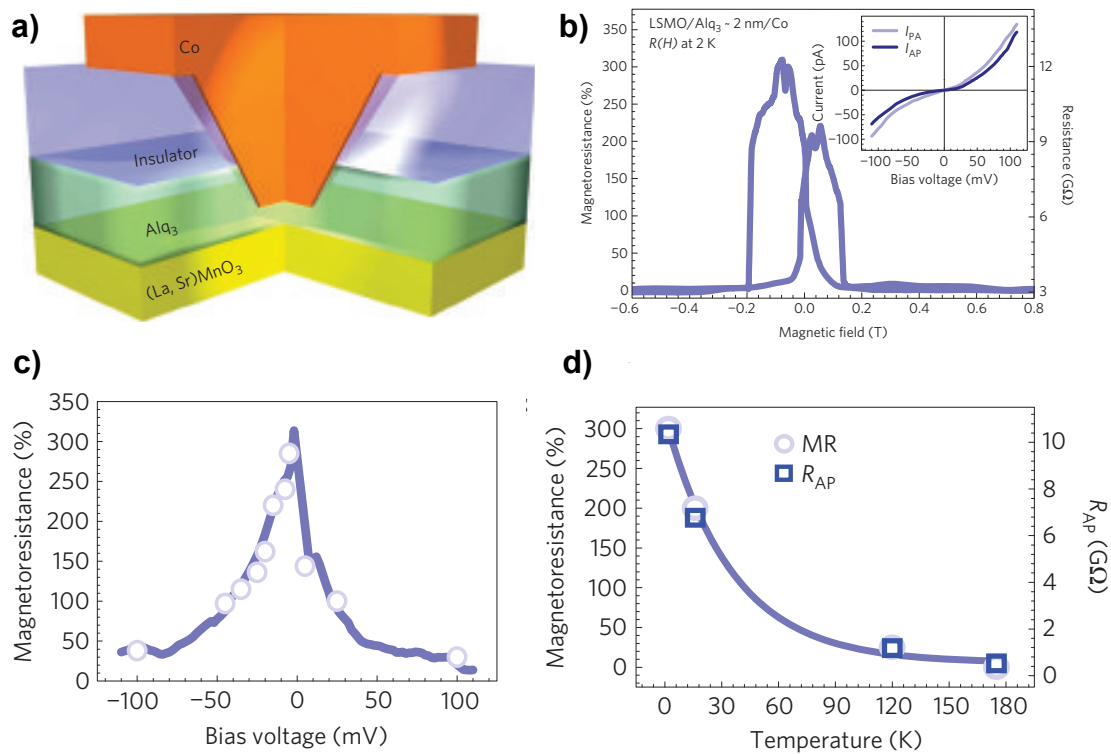 a)
Co
Insulator
Alq3
(La, Sr)MnO3
b)
LSMO/Alq3 ~ 2 nm/Co
R(H) at 2 K
Magnetoresistance (%)
350
300
250
200
150
100
50
0
−0.6 −0.4 −0.2 0.0 0.2 0.4 0.6 0.8
Magnetic field (T)
12
9
6
3
Resistance (GΩ)
IPA
IAP
Current (pA)
100
50
0
−50
−100
−100 −50 0 50 100
Bias voltage (mV)
c)
Magnetoresistance (%)
350
300
250
200
150
100
50
0
−100 −50 0 50 100
Bias voltage (mV)
d)
Magnetoresistance (%)
300
250
200
150
100
50
0
MR
RAP
10
8
6
4
2
0
RAP (GΩ)
0 30 60 90 120 150 180
Temperature (K)